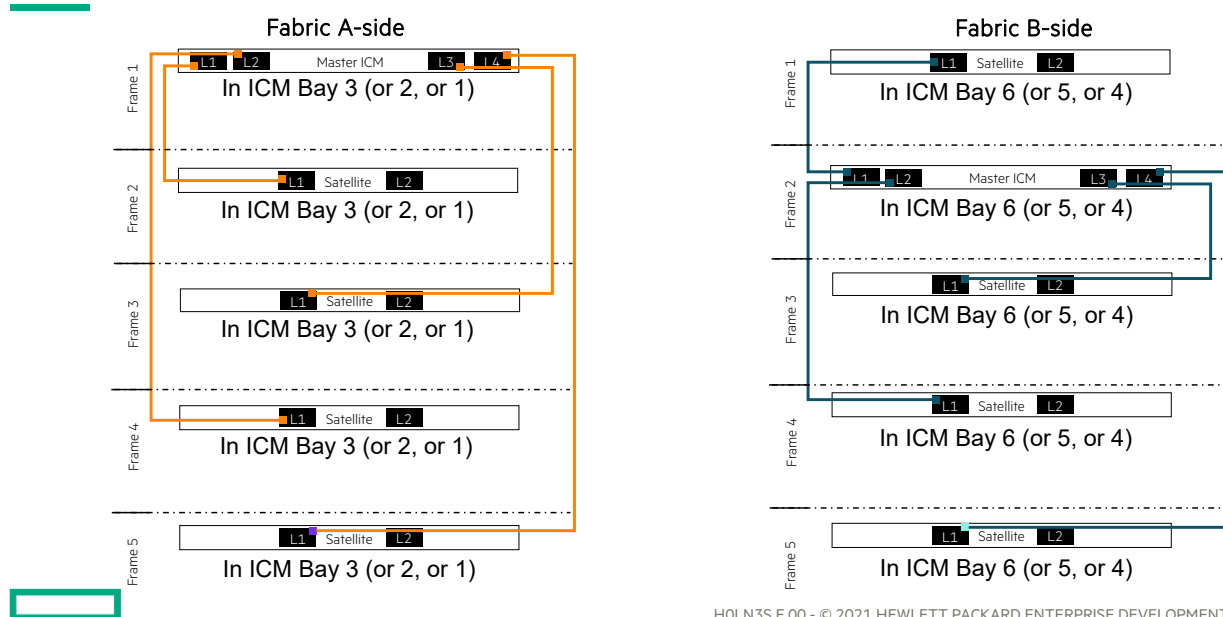 Fabric A-side
Frame 1
L1 L2 Master ICM L3 L4
In ICM Bay 3 (or 2, or 1)
Frame 2
L1 Satellite L2
In ICM Bay 3 (or 2, or 1)
Frame 3
L1 Satellite L2
In ICM Bay 3 (or 2, or 1)
Frame 4
L1 Satellite L2
In ICM Bay 3 (or 2, or 1)
Frame 5
L1 Satellite L2
In ICM Bay 3 (or 2, or 1)
Fabric B-side
Frame 1
L1 Satellite L2
In ICM Bay 6 (or 5, or 4)
Frame 2
L1 L2 Master ICM L3 L4
In ICM Bay 6 (or 5, or 4)
Frame 3
L1 Satellite L2
In ICM Bay 6 (or 5, or 4)
Frame 4
L1 Satellite L2
In ICM Bay 6 (or 5, or 4)
Frame 5
L1 Satellite L2
In ICM Bay 6 (or 5, or 4)
© 2021 HEWLETT PACKARD ENTERPRISE DEVELOPMENT